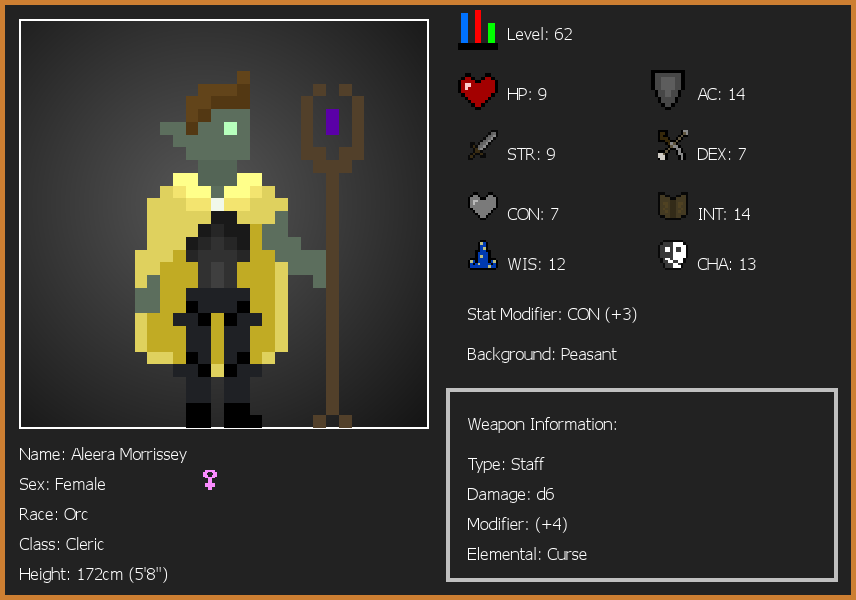 Level: 62
HP: 9
AC: 14
STR: 9
DEX: 7
CON: 7
INT: 14
WIS: 12
CHA: 13
Stat Modifier: CON (+3)
Background: Peasant
Weapon Information:
Type: Staff
Damage: d6
Modifier: (+4)
Elemental: Curse
Name: Aleera Morrissey
Sex: Female
Race: Orc
Class: Cleric
Height: 172cm (5'8")